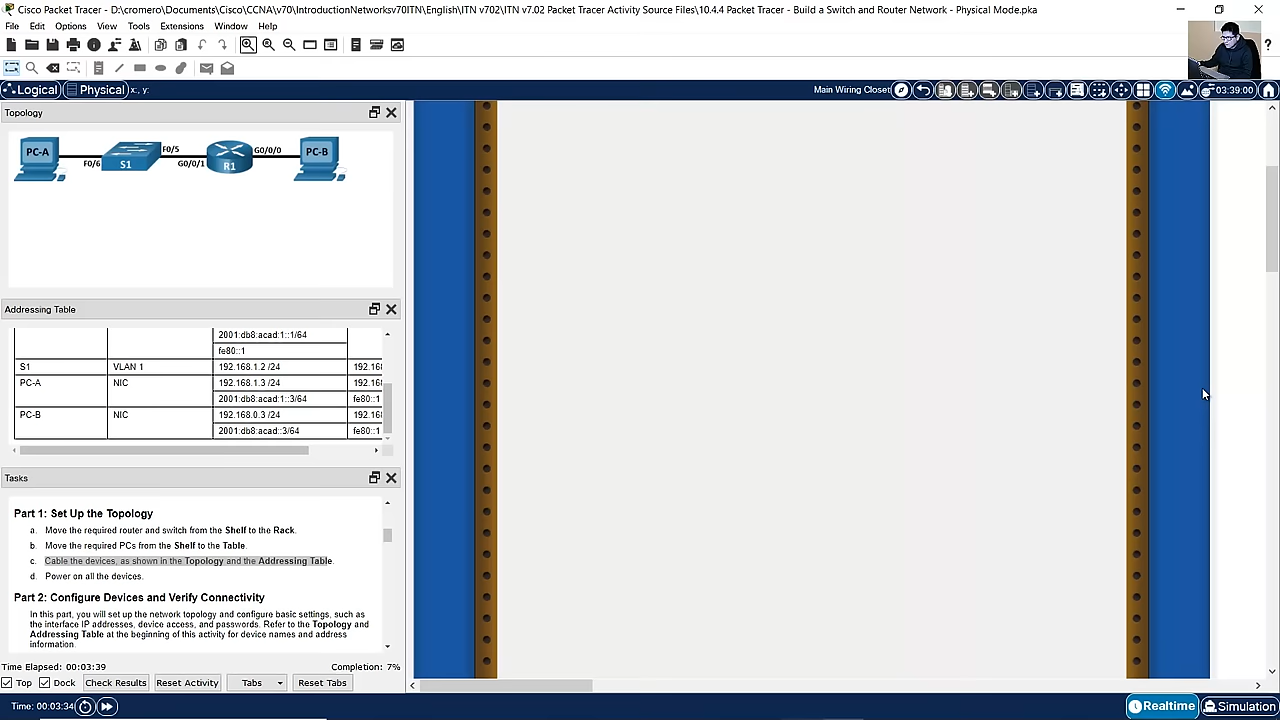 Cisco Packet Tracer - D:\cromero\Documents\Cisco\CCNA\v70\IntroductionNetworksv70ITN\English\ITN v702\ITN v7.02 Packet Tracer Activity Source Files\10.4.4 Packet Tracer - Build a Switch and Router Network - Physical Mode.pka
File Edit Options View Tools Extensions Window Help
?
Logical Physical x: y: Main Wiring Closet 03:39:00
Topology
PC-A F0/6 S1 F0/5 G0/0/1 R1 G0/0/0 PC-B
Addressing Table
2001:db8:acad:1::1/64
fe80::1
S1 VLAN 1 192.168.1.2 /24 192.16
PC-A NIC 192.168.1.3 /24 192.16
2001:db8:acad:1::3/64 fe80::1
PC-B NIC 192.168.0.3 /24 192.16
2001:db8:acad::3/64 fe80::1
Tasks
Part 1: Set Up the Topology
a. Move the required router and switch from the Shelf to the Rack.
b. Move the required PCs from the Shelf to the Table.
c. Cable the devices, as shown in the Topology and the Addressing Table.
d. Power on all the devices.
Part 2: Configure Devices and Verify Connectivity
In this part, you will set up the network topology and configure basic settings, such as
the interface IP addresses, device access, and passwords. Refer to the Topology and
Addressing Table at the beginning of this activity for device names and address
information.
Time Elapsed: 00:03:39 Completion: 7%
Top Dock Check Results Reset Activity Tabs Reset Tabs
Time: 00:03:34 Realtime Simulation